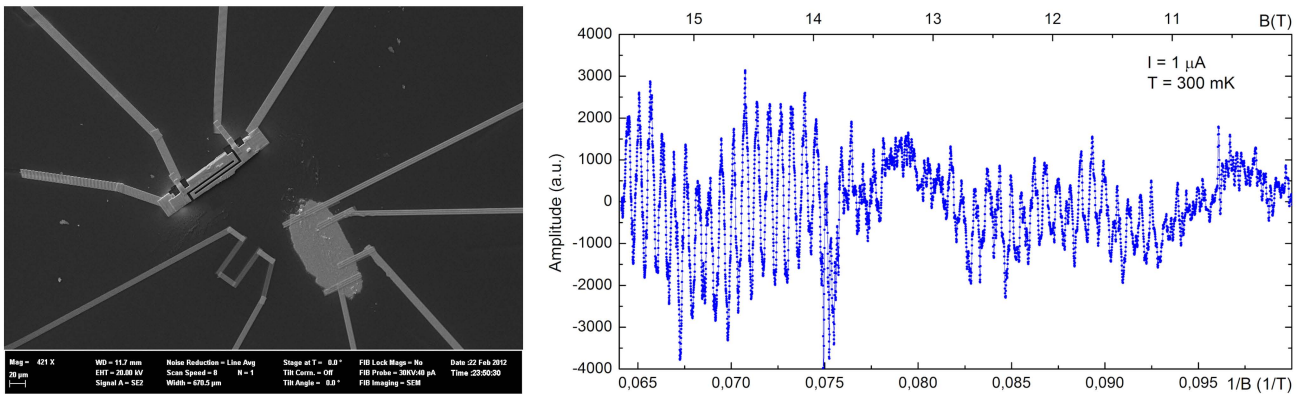 Mag = 421 X
20 µm
WD = 11.7 mm
EHT = 20.00 kV
Signal A = SE2
Noise Reduction = Line Avg
Scan Speed = 8 N = 1
Width = 670.5 µm
Stage at T = 0.0 °
Tilt Corrn. = Off
Tilt Angle = 0.0 °
FIB Lock Mags = No
FIB Probe = 30KV:40 pA
FIB Imaging = SEM
Date :22 Feb 2012
Time :23:50:30
15 14 13 12 11 B(T)
I = 1 µA
T = 300 mK
Amplitude (a.u.)
4000
3000
2000
1000
0
-1000
-2000
-3000
-4000
0,065 0,070 0,075 0,080 0,085 0,090 0,095 1/B (1/T)